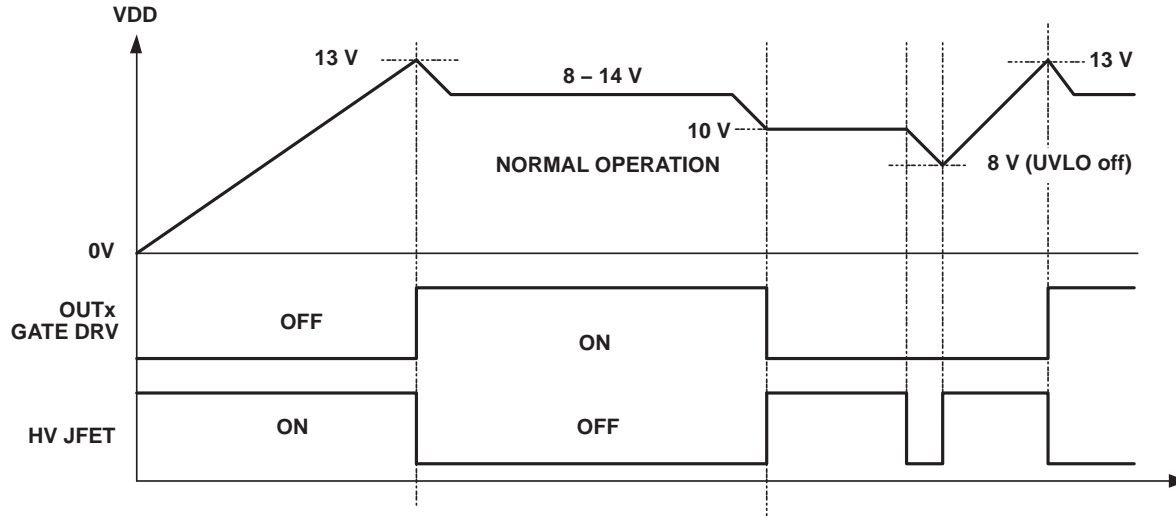 VDD
13 V
8 – 14 V
13 V
10 V
NORMAL OPERATION
8 V (UVLO off)
0V
OUTx
GATE DRV
OFF
ON
HV JFET
ON
OFF